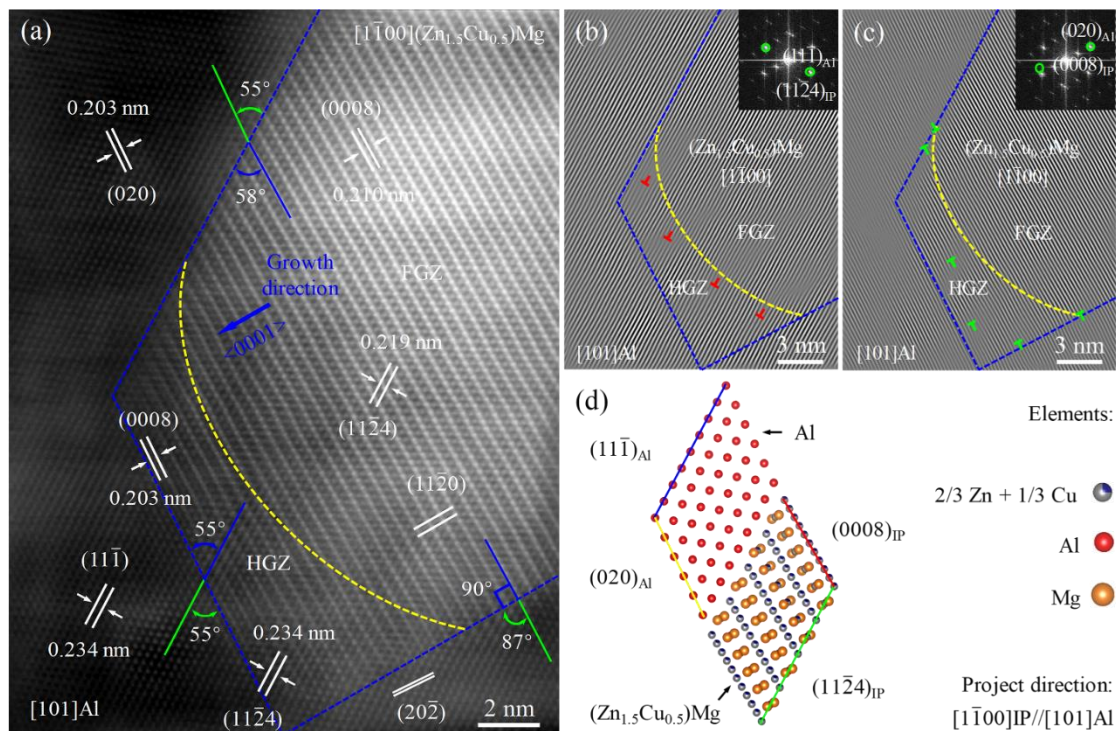 (a)
[11̄00](Zn1.5Cu0.5)Mg
55°
0.203 nm
(020)
(0008)
0.210 nm
58°
Growth
direction
<0001>
FGZ
0.219 nm
(112̄4)
(0008)
0.203 nm
(112̄0)
55°
(111̄)
HGZ
90°
0.234 nm
55°
0.234 nm
87°
[101]Al
(112̄4)
(202̄)
2 nm
(b)
(111̄)Al
(112̄4)IP
(Zn1.5Cu0.5)Mg
[11̄00]
FGZ
HGZ
[101]Al
3 nm
(c)
(020)Al
(0008)IP
(Zn1.5Cu0.5)Mg
[11̄00]
FGZ
HGZ
[101]Al
3 nm
(d)
Al
(111̄)Al
(0008)IP
(020)Al
(112̄4)IP
(Zn1.5Cu0.5)Mg
Elements:
2/3 Zn + 1/3 Cu
Al
Mg
Project direction:
[11̄00]IP//[101]Al